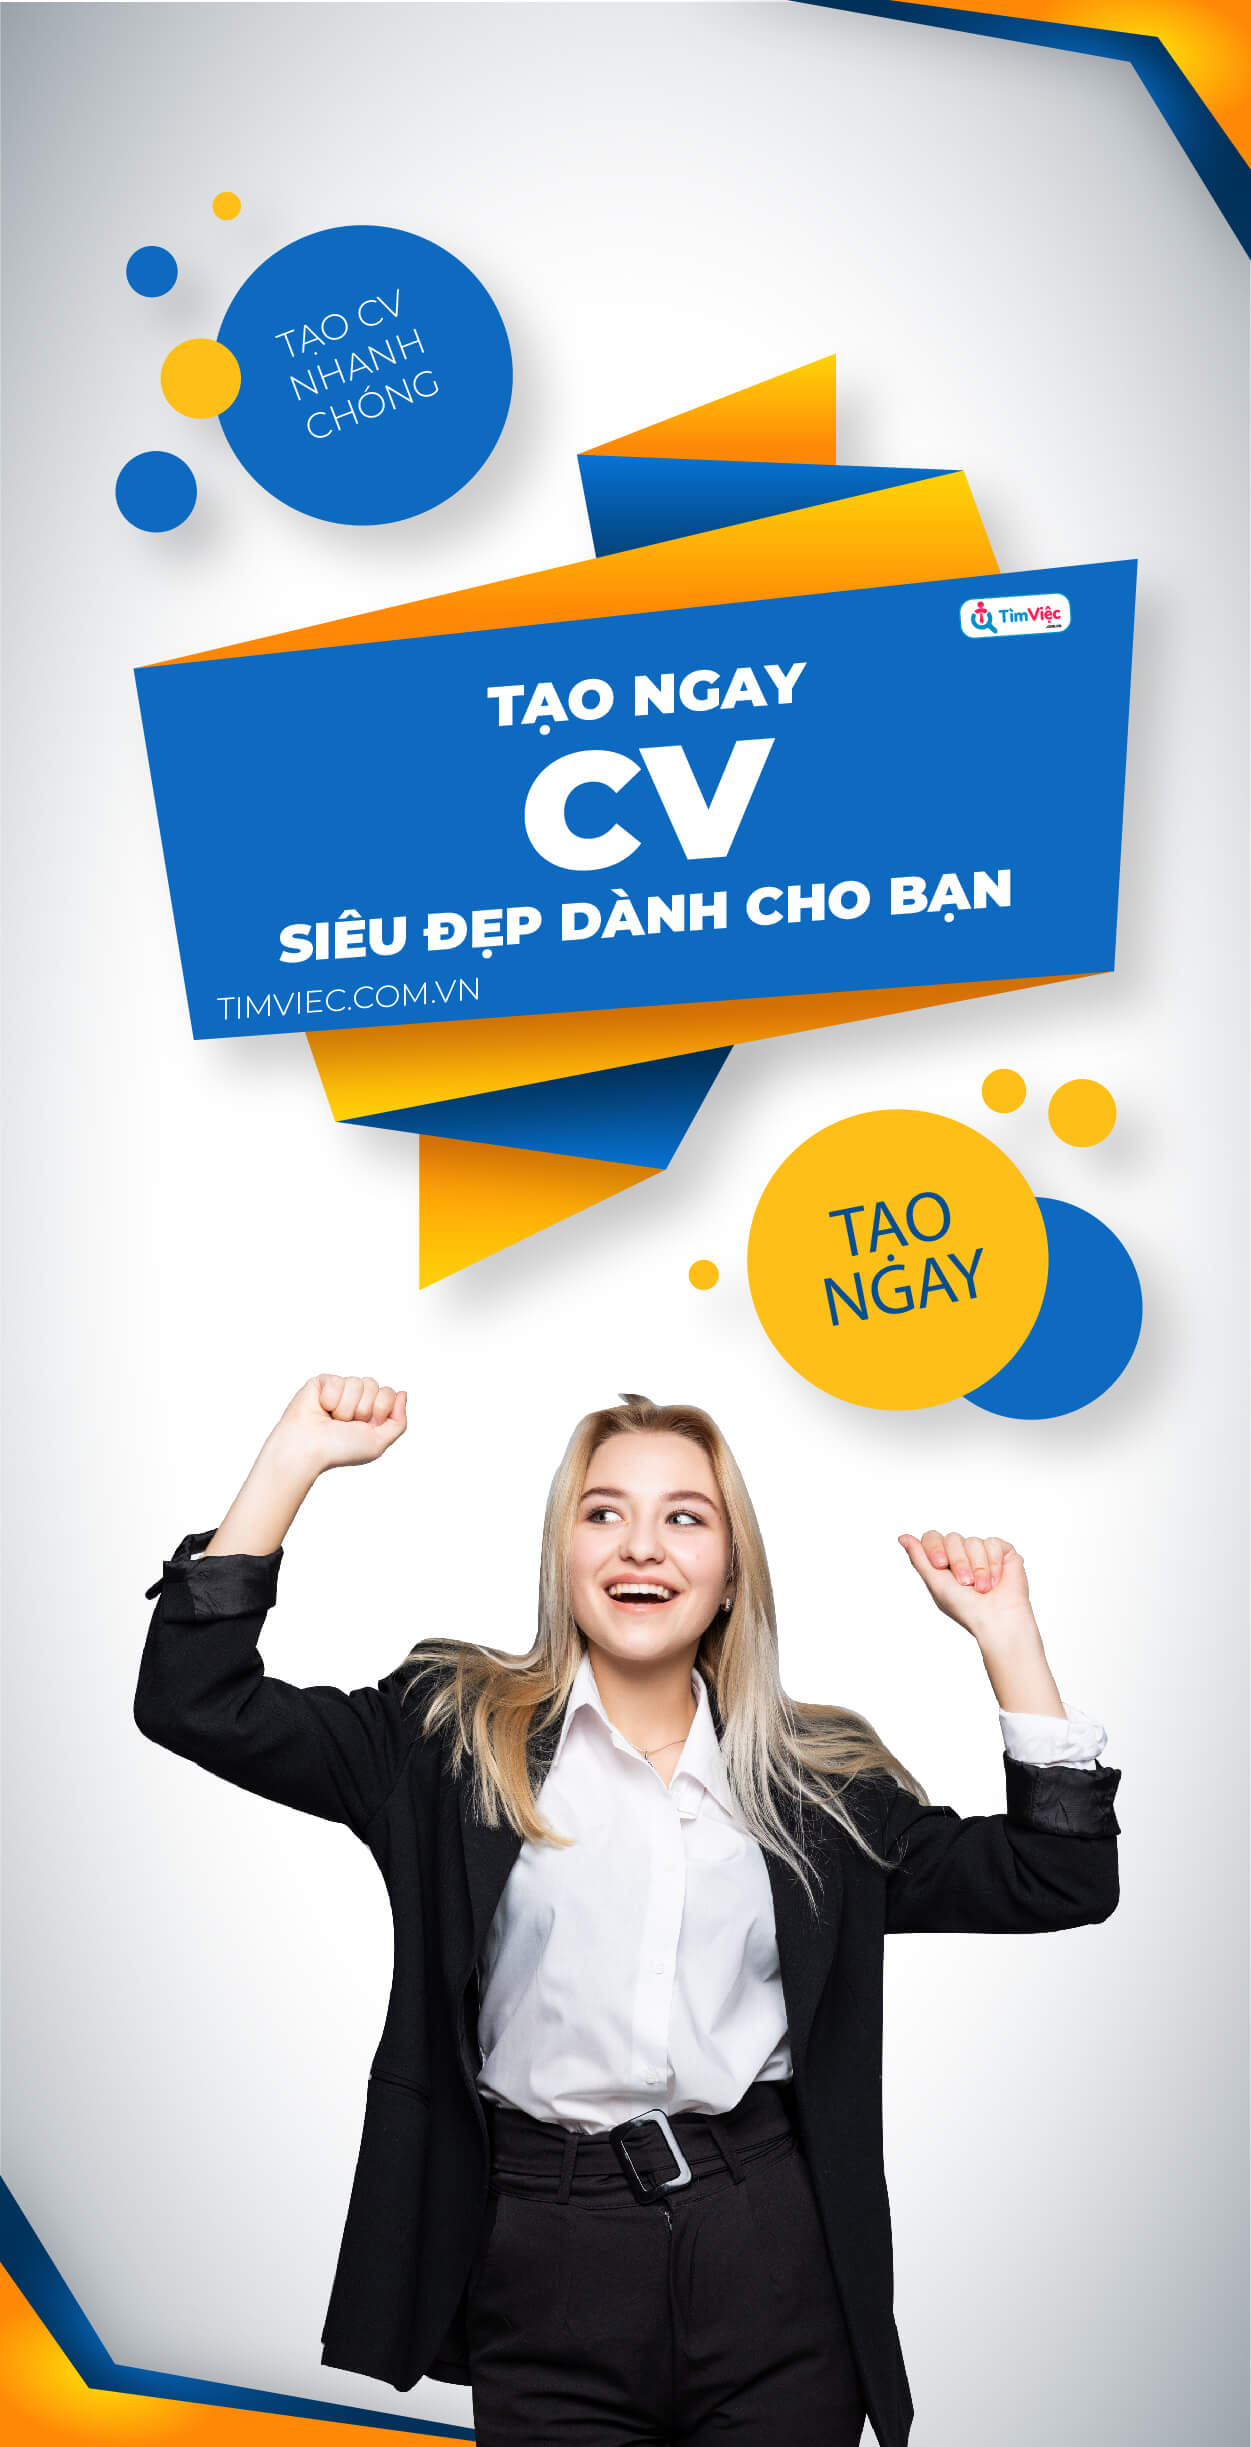 TẠO CV
NHANH
CHÓNG
TìmViệc
TẠO NGAY
CV
SIÊU ĐẸP DÀNH CHO BẠN
TIMVIEC.COM.VN
TẠO
NGAY